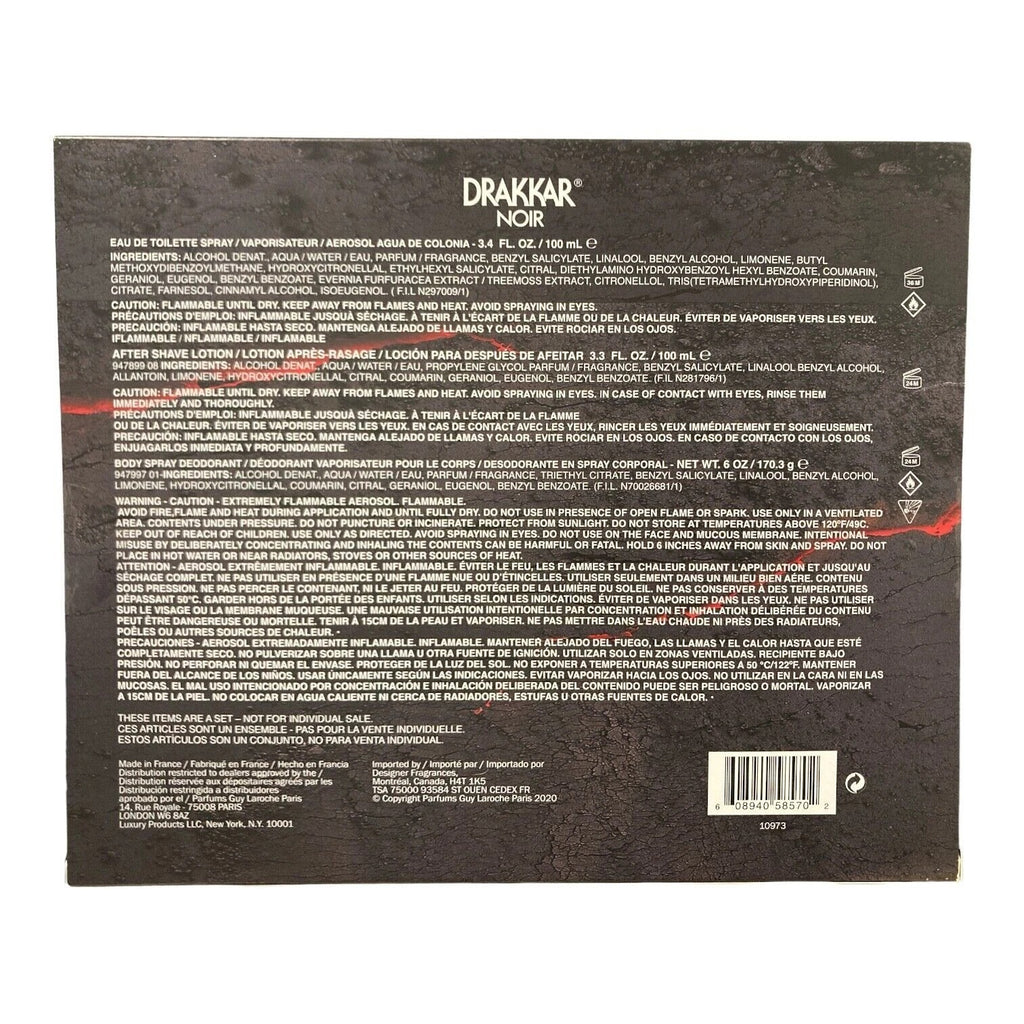 DRAKKAR®
NOIR
EAU DE TOILETTE SPRAY / VAPORISATEUR / AEROSOL AGUA DE COLONIA - 3.4 FL. OZ. / 100 mL ℮
INGREDIENTS: ALCOHOL DENAT., AQUA / WATER / EAU, PARFUM / FRAGRANCE, BENZYL SALICYLATE, LINALOOL, BENZYL ALCOHOL, LIMONENE, BUTYL
METHOXYDIBENZOYLMETHANE, HYDROXYCITRONELLAL, ETHYLHEXYL SALICYLATE, CITRAL, DIETHYLAMINO HYDROXYBENZOYL HEXYL BENZOATE, COUMARIN,
GERANIOL, EUGENOL, BENZYL BENZOATE, EVERNIA FURFURACEA EXTRACT / TREEMOSS EXTRACT, CITRONELLOL, TRIS(TETRAMETHYLHYDROXYPIPERIDINOL),
CITRATE, FARNESOL, CINNAMYL ALCOHOL, ISOEUGENOL. ( F.I.L N297009/1)
36 M
CAUTION: FLAMMABLE UNTIL DRY. KEEP AWAY FROM FLAMES AND HEAT. AVOID SPRAYING IN EYES.
PRÉCAUTIONS D'EMPLOI: INFLAMMABLE JUSQU'À SÉCHAGE. À TENIR À L'ÉCART DE LA FLAMME OU DE LA CHALEUR. ÉVITER DE VAPORISER VERS LES YEUX.
PRECAUCIÓN: INFLAMABLE HASTA SECO. MANTENGA ALEJADO DE LLAMAS Y CALOR. EVITE ROCIAR EN LOS OJOS.
IFLAMMABLE / NFLAMMABLE / INFLAMABLE
AFTER SHAVE LOTION / LOTION APRÈS-RASAGE / LOCIÓN PARA DESPUÉS DE AFEITAR 3.3 FL. OZ. / 100 mL ℮
947899 08 INGREDIENTS: ALCOHOL DENAT., AQUA / WATER / EAU, PROPYLENE GLYCOL PARFUM / FRAGRANCE, BENZYL SALICYLATE, LINALOOL BENZYL ALCOHOL,
ALLANTOIN, LIMONENE, HYDROXYCITRONELLAL, CITRAL, COUMARIN, GERANIOL, EUGENOL, BENZYL BENZOATE. (F.IL N281796/1)
24 M
CAUTION: FLAMMABLE UNTIL DRY. KEEP AWAY FROM FLAMES AND HEAT. AVOID SPRAYING IN EYES. IN CASE OF CONTACT WITH EYES, RINSE THEM
IMMEDIATELY AND THOROUGHLY.
PRÉCAUTIONS D'EMPLOI: INFLAMMABLE JUSQU'À SÉCHAGE. À TENIR À L'ÉCART DE LA FLAMME
OU DE LA CHALEUR. ÉVITER DE VAPORISER VERS LES YEUX. EN CAS DE CONTACT AVEC LES YEUX, RINCER LES YEUX IMMÉDIATEMENT ET SOIGNEUSEMENT.
PRECAUCIÓN: INFLAMABLE HASTA SECO. MANTENGA ALEJADO DE LLAMAS Y CALOR. EVITE ROCIAR EN LOS OJOS. EN CASO DE CONTACTO CON LOS OJOS,
ENJUAGARLOS INMEDIATA Y PROFUNDAMENTE.
BODY SPRAY DEODORANT / DÉODORANT VAPORISATEUR POUR LE CORPS / DESODORANTE EN SPRAY CORPORAL - NET WT. 6 OZ / 170.3 g ℮
947997 01-INGREDIENTS: ALCOHOL DENAT., AQUA / WATER / EAU, PARFUM / FRAGRANCE, TRIETHYL CITRATE, BENZYL SALICYLATE, LINALOOL, BENZYL ALCOHOL,
LIMONENE, HYDROXYCITRONELLAL, COUMARIN, CITRAL, GERANIOL, EUGENOL, BENZYL BENZOATE. (F.I.L. N70026681/1)
24 M
WARNING - CAUTION - EXTREMELY FLAMMABLE AEROSOL. FLAMMABLE.
AVOID FIRE,FLAME AND HEAT DURING APPLICATION AND UNTIL FULLY DRY. DO NOT USE IN PRESENCE OF OPEN FLAME OR SPARK. USE ONLY IN A VENTILATED
AREA. CONTENTS UNDER PRESSURE. DO NOT PUNCTURE OR INCINERATE. PROTECT FROM SUNLIGHT. DO NOT STORE AT TEMPERATURES ABOVE 120°F/49C.
KEEP OUT OF REACH OF CHILDREN. USE ONLY AS DIRECTED. AVOID SPRAYING IN EYES. DO NOT USE ON THE FACE AND MUCOUS MEMBRANE. INTENTIONAL
MISUSE BY DELIBERATELY CONCENTRATING AND INHALING THE CONTENTS CAN BE HARMFUL OR FATAL. HOLD 6 INCHES AWAY FROM SKIN AND SPRAY. DO NOT
PLACE IN HOT WATER OR NEAR RADIATORS, STOVES OR OTHER SOURCES OF HEAT.
ATTENTION - AEROSOL EXTRÊMEMENT INFLAMMABLE. INFLAMMABLE. ÉVITER LE FEU, LES FLAMMES ET LA CHALEUR DURANT L'APPLICATION ET JUSQU'AU
SÉCHAGE COMPLET. NE PAS UTILISER EN PRÉSENCE D'UNE FLAMME NUE OU D'ÉTINCELLES. UTILISER SEULEMENT DANS UN MILIEU BIEN AÉRE. CONTENU
SOUS PRESSION. NE PAS PERCER LE CONTENANT, NI LE JETER AU FEU. PROTÉGER DE LA LUMIÈRE DU SOLEIL. NE PAS CONSERVER À DES TEMPÉRATURES
DÉPASSANT 50°C. GARDER HORS DE LA PORTÉE DES ENFANTS. UTILISER SELON LES INDICATIONS. ÉVITER DE VAPORISER DANS LES YEUX. NE PAS UTILISER
SUR LE VISAGE OU LA MEMBRANE MUQUEUSE. UNE MAUVAISE UTILISATION INTENTIONELLE PAR CONCENTRATION ET INHALATION DÉLIBÉRÉE DU CONTENU
PEUT ÊTRE DANGEREUSE OU MORTELLE. TENIR À 15CM DE LA PEAU ET VAPORISER. NE PAS METTRE DANS L'EAU CHAUDE NI PRÈS DES RADIATEURS,
POÊLES OU AUTRES SOURCES DE CHALEUR. •
PRECAUCIONES - AEROSOL EXTREMADAMENTE INFLAMABLE. INFLAMABLE. MANTENER ALEJADO DEL FUEGO, LAS LLAMAS Y EL CALOR HASTA QUE ESTÉ
COMPLETAMENTE SECO. NO PULVERIZAR SOBRE UNA LLAMA U OTRA FUENTE DE IGNICIÓN. UTILIZAR SOLO EN ZONAS VENTILADAS. RECIPIENTE BAJO
PRESIÓN. NO PERFORAR NI QUEMAR EL ENVASE. PROTEGER DE LA LUZ DEL SOL. NO EXPONER A TEMPERATURAS SUPERIORES A 50 °C/122°F. MANTENER
FUERA DEL ALCANCE DE LOS NIÑOS. USAR ÚNICAMENTE SEGÚN LAS INDICACIONES. EVITAR VAPORIZAR HACIA LOS OJOS. NO UTILIZAR EN LA CARA NI EN LAS
MUCOSAS. EL MAL USO INTENCIONADO POR CONCENTRACIÓN E INHALACIÓN DELIBERADA DEL CONTENIDO PUEDE SER PELIGROSO O MORTAL. VAPORIZAR
A 15CM DE LA PIEL. NO COLOCAR EN AGUA CALIENTE NI CERCA DE RADIADORES, ESTUFAS U OTRAS FUENTES DE CALOR. •
THESE ITEMS ARE A SET – NOT FOR INDIVIDUAL SALE.
CES ARTICLES SONT UN ENSEMBLE - PAS POUR LA VENTE INDIVIDUELLE.
ESTOS ARTÍCULOS SON UN CONJUNTO, NO PARA VENTA INDIVIDUAL.
Made in France / Fabriqué en France / Hecho en Francia
Distribution restricted to dealers approved by the /
Distribution réservée aux dépositaires agréés par les
Distribución restringida a distribuidores
aprobado por el / Parfums Guy Laroche Paris
14, Rue Royale - 75008 PARIS
LONDON W6 8AZ
Luxury Products LLC, New York, N.Y. 10001
Imported by / Importé par / Importado por
Designer Fragrances,
Montréal, Canada, H4T 1K5
TSA 75000 93584 ST OUEN CEDEX FR
© Copyright Parfums Guy Laroche Paris 2020
6 08940 58570 2
10973